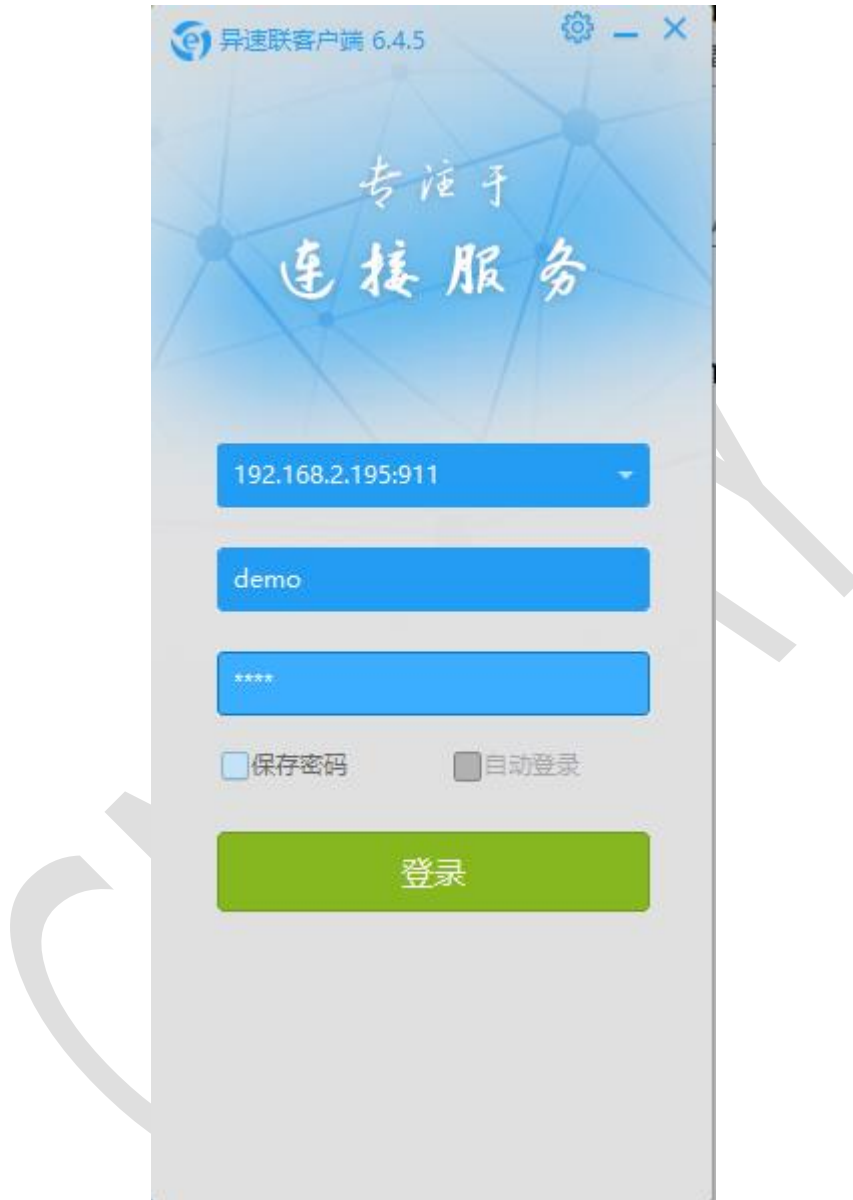 异速联客户端 6.4.5
专注于
连接服务
192.168.2.195:911
demo
****
保存密码
自动登录
登录